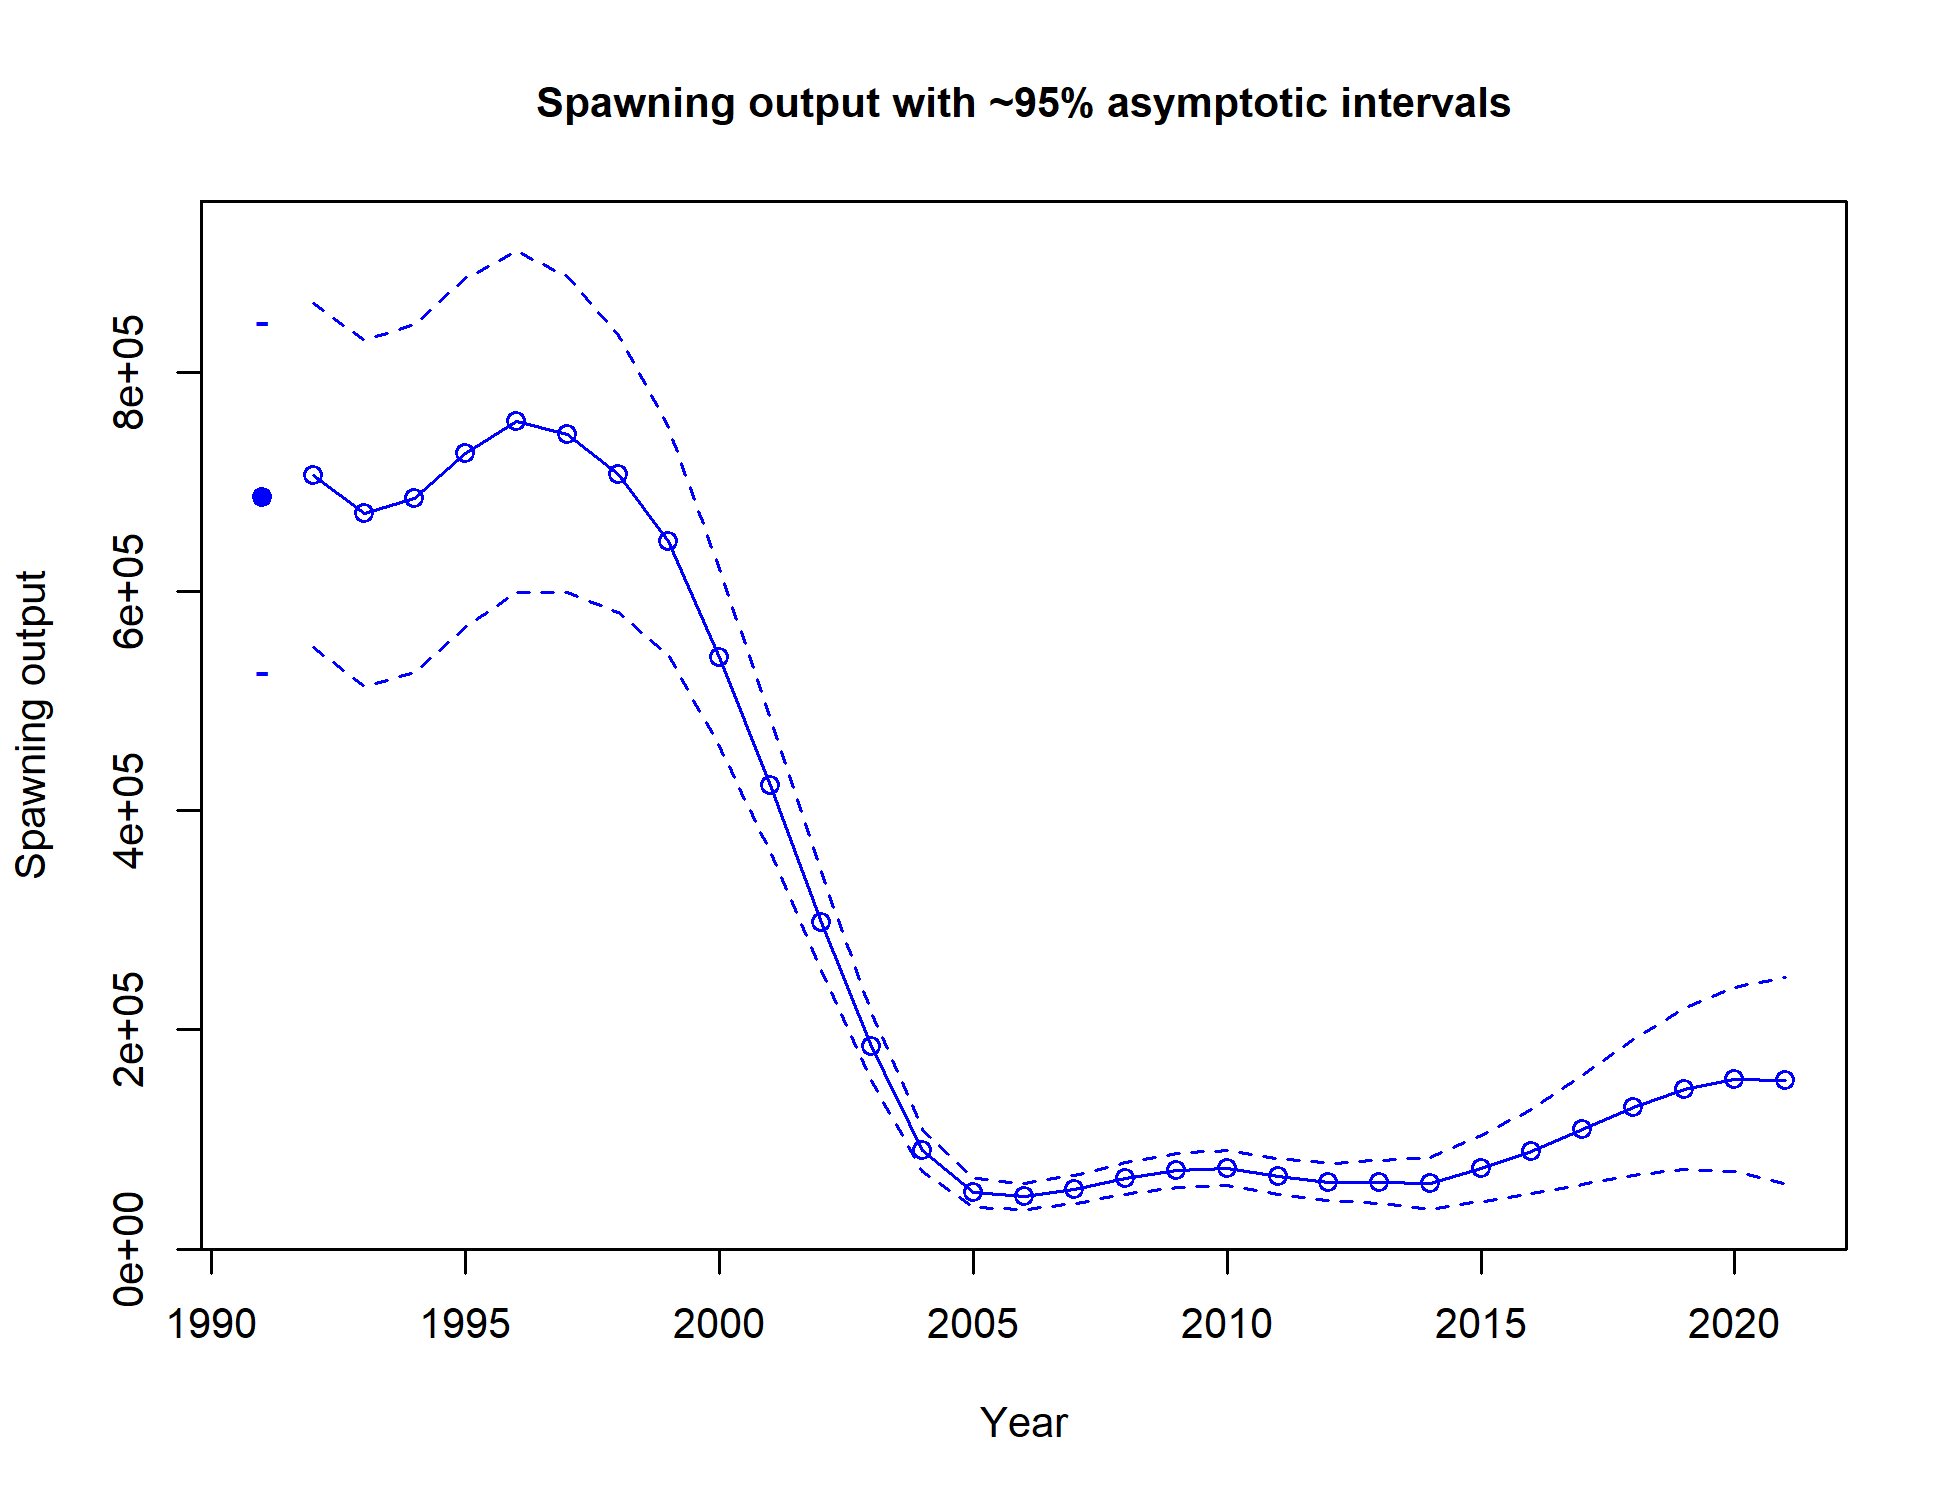 Spawning output with ~95% asymptotic intervals
Spawning output
8e+05
6e+05
4e+05
2e+05
0e+00
1990 1995 2000 2005 2010 2015 2020
Year